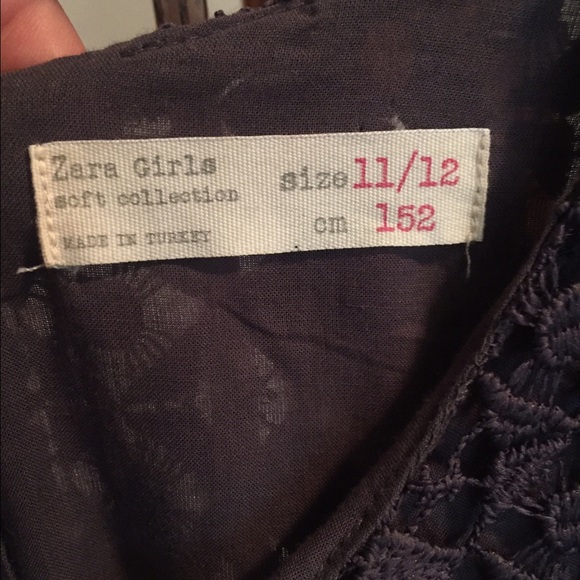 Zara Girls
soft collection
MADE IN TURKEY
size 11/12
cm 152